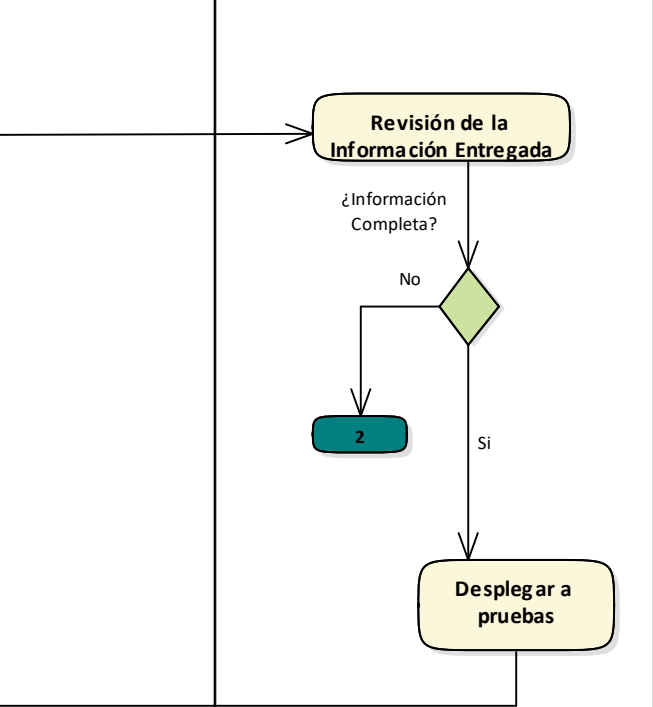 Revisión de la
Información Entregada
¿Información
Completa?
No
2
Si
Desplegar a
pruebas